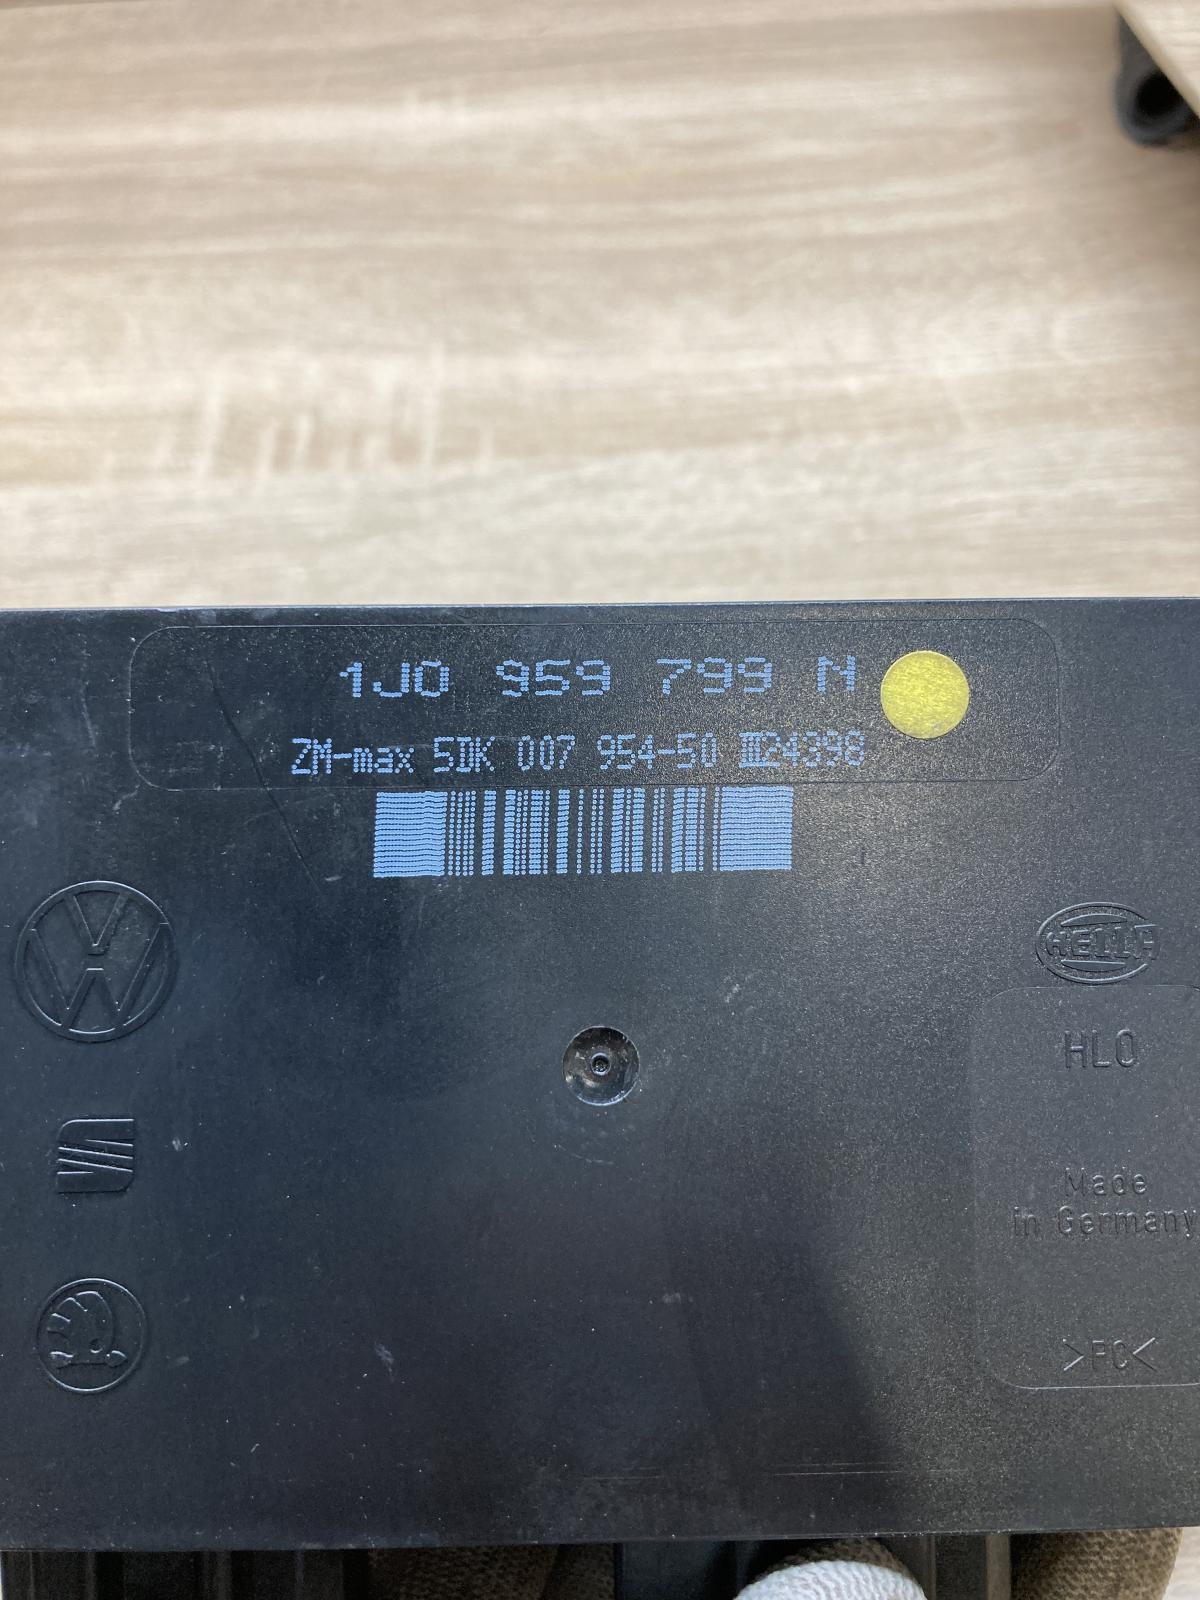 1J0 959 799 N
ZM-max 5DK 007 954-50
HELLA
HLO
Made
in Germany
>PC<